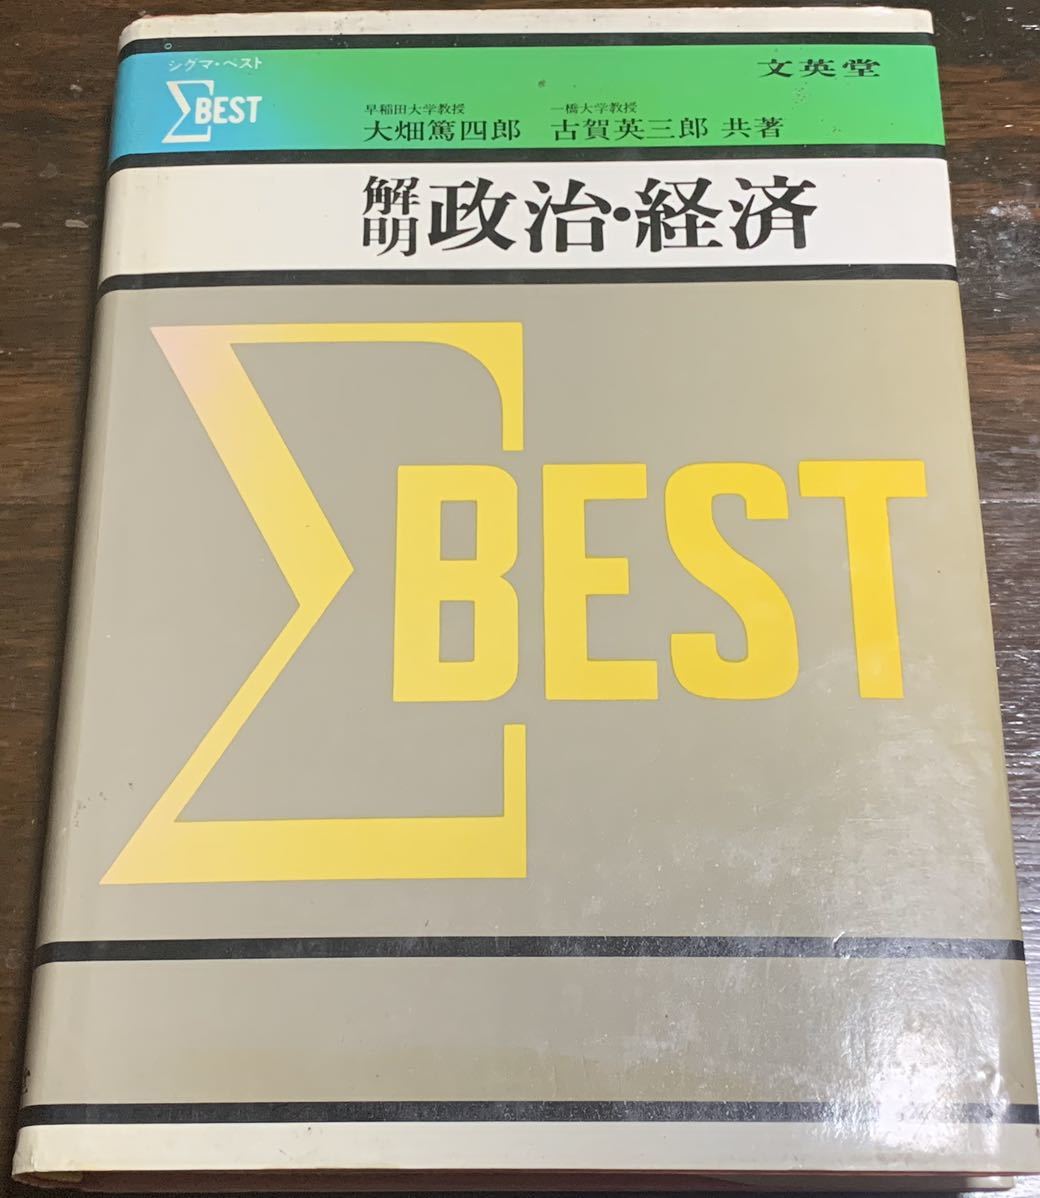 シグマ・ベスト
ΣBEST
文英堂
早稲田大学教授 一橋大学教授
大畑篤四郎 古賀英三郎 共著
解明 政治・経済
ΣBEST